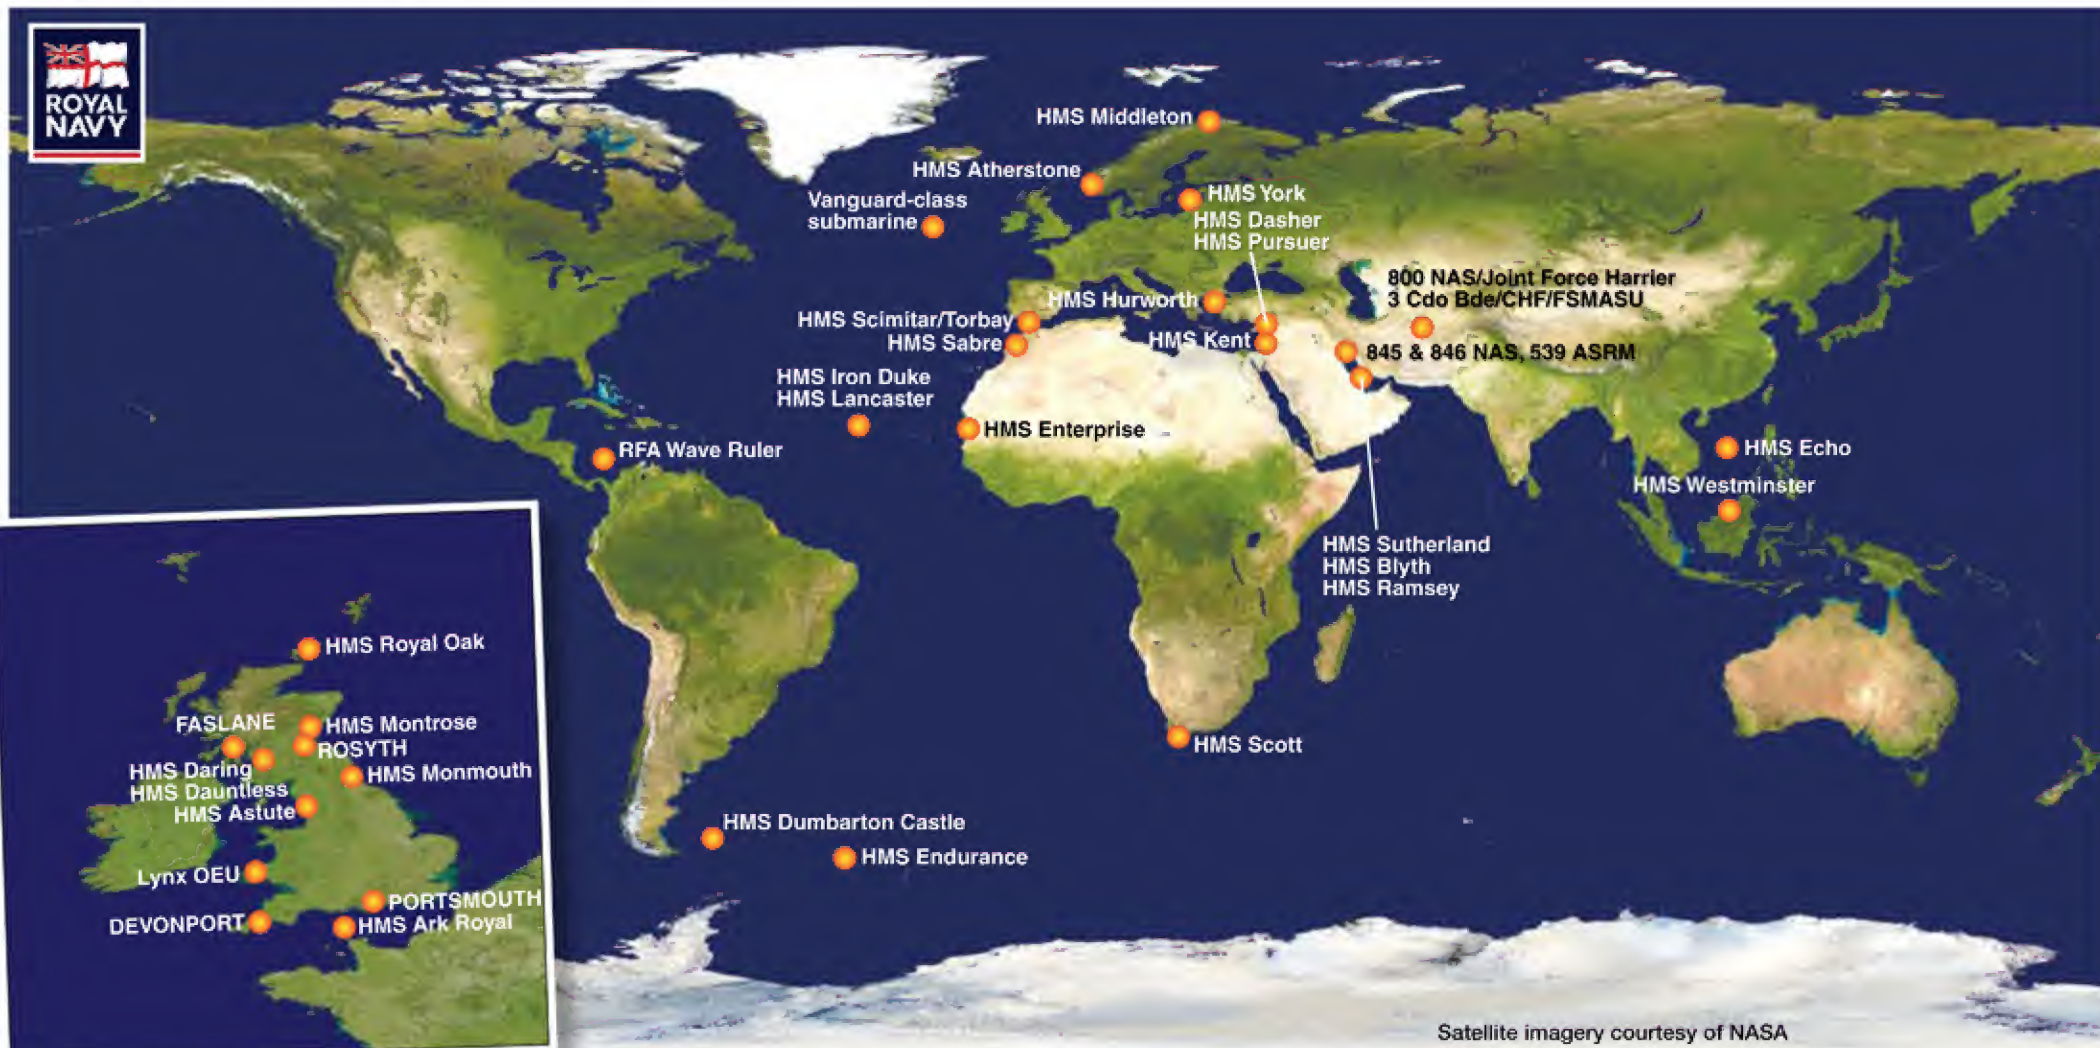 ROYAL
NAVY
HMS Middleton
HMS Atherstone
Vanguard-class
submarine
HMS York
HMS Dasher
HMS Pursuer
800 NAS/Joint Force Harrier
3 Cdo Bde/CHF/FSMASU
HMS Hurworth
HMS Scimitar/Torbay
HMS Sabre
HMS Kent
845 & 846 NAS, 539 ASRM
HMS Iron Duke
HMS Lancaster
HMS Enterprise
RFA Wave Ruler
HMS Echo
HMS Westminster
HMS Sutherland
HMS Blyth
HMS Ramsey
HMS Scott
HMS Dumbarton Castle
HMS Endurance
HMS Royal Oak
FASLANE
HMS Montrose
ROSYTH
HMS Daring
HMS Dauntless
HMS Monmouth
HMS Astute
Lynx OEU
PORTSMOUTH
DEVONPORT
HMS Ark Royal
Satellite imagery courtesy of NASA